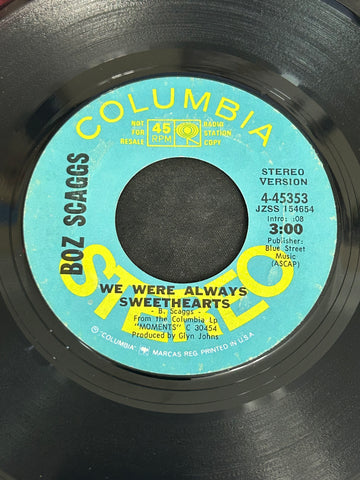 COLUMBIA
NOT FOR RESALE
45 RPM
RADIO STATION COPY
STEREO VERSION
4-45353
JZSS 154654
Intro: :08
3:00
Publisher:
Blue Street
Music
(ASCAP)
BOZ SCAGGS
STEREO
WE WERE ALWAYS
SWEETHEARTS
- B. Scaggs -
From the Columbia Lp
"MOMENTS" C 30454
Produced by Glyn Johns
© "COLUMBIA", MARCAS REG. PRINTED IN U.S.A.